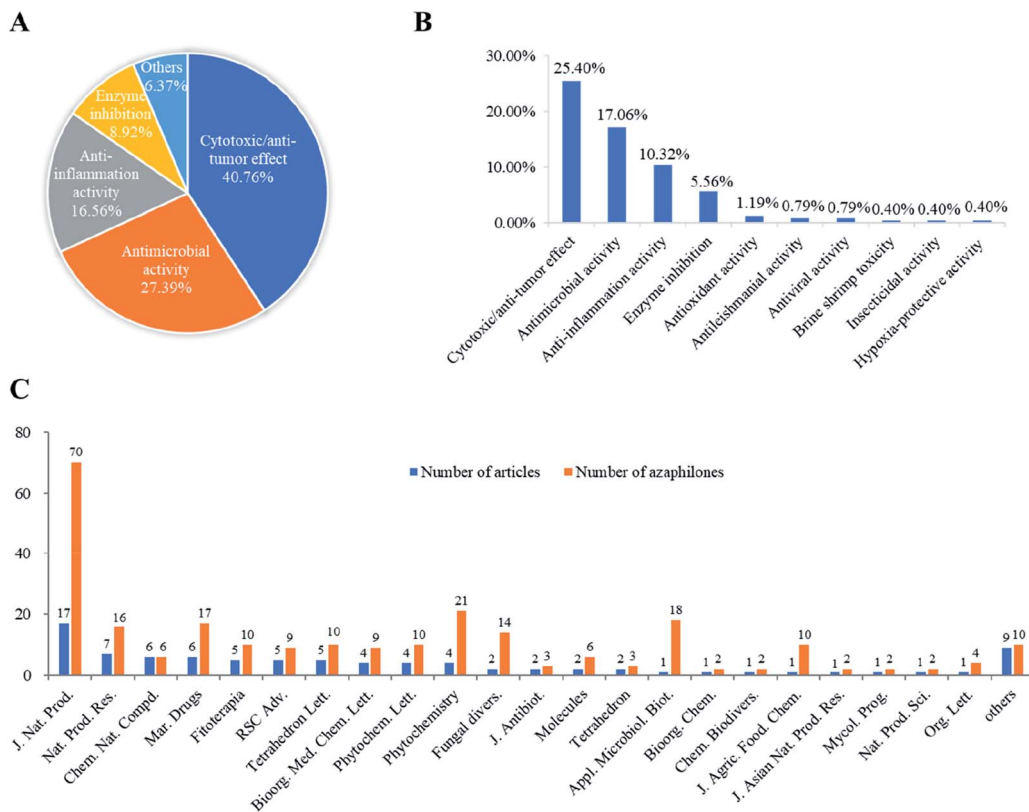 A
Others
6.37%
Enzyme
inhibition
8.92%
Anti-
inflammation
activity
16.56%
Cytotoxic/anti-
tumor effect
40.76%
Antimicrobial
activity
27.39%
B
30.00%
20.00%
10.00%
0.00%
25.40%
17.06%
10.32%
5.56%
1.19%
0.79%
0.79%
0.40%
0.40%
0.40%
Cytotoxic/anti-tumor effect
Antimicrobial activity
Anti-inflammation activity
Enzyme inhibition
Antioxidant activity
Antileishmanial activity
Antiviral activity
Brine shrimp toxicity
Insecticidal activity
Hypoxia-protective activity
C
80
60
40
20
0
Number of articles
Number of azaphilones
17
70
7
16
6
6
6
17
5
10
5
9
5
10
4
9
4
10
4
21
2
14
2
3
2
6
2
3
1
18
1
2
1
2
1
10
1
2
1
2
1
2
1
4
9
10
J. Nat. Prod.
Nat. Prod. Res.
Chem. Nat. Compd.
Mar. Drugs
Fitoterapia
RSC Adv.
Tetrahedron Lett.
Bioorg. Med. Chem. Lett.
Phytochem. Lett.
Phytochemistry
Fungal divers.
J. Antibiot.
Molecules
Tetrahedron
Appl. Microbiol. Biot.
Bioorg. Chem.
Chem. Biodivers.
J. Agric. Food. Chem.
J. Asian Nat. Prod. Res.
Mycol. Prog.
Nat. Prod. Sci.
Org. Lett.
others